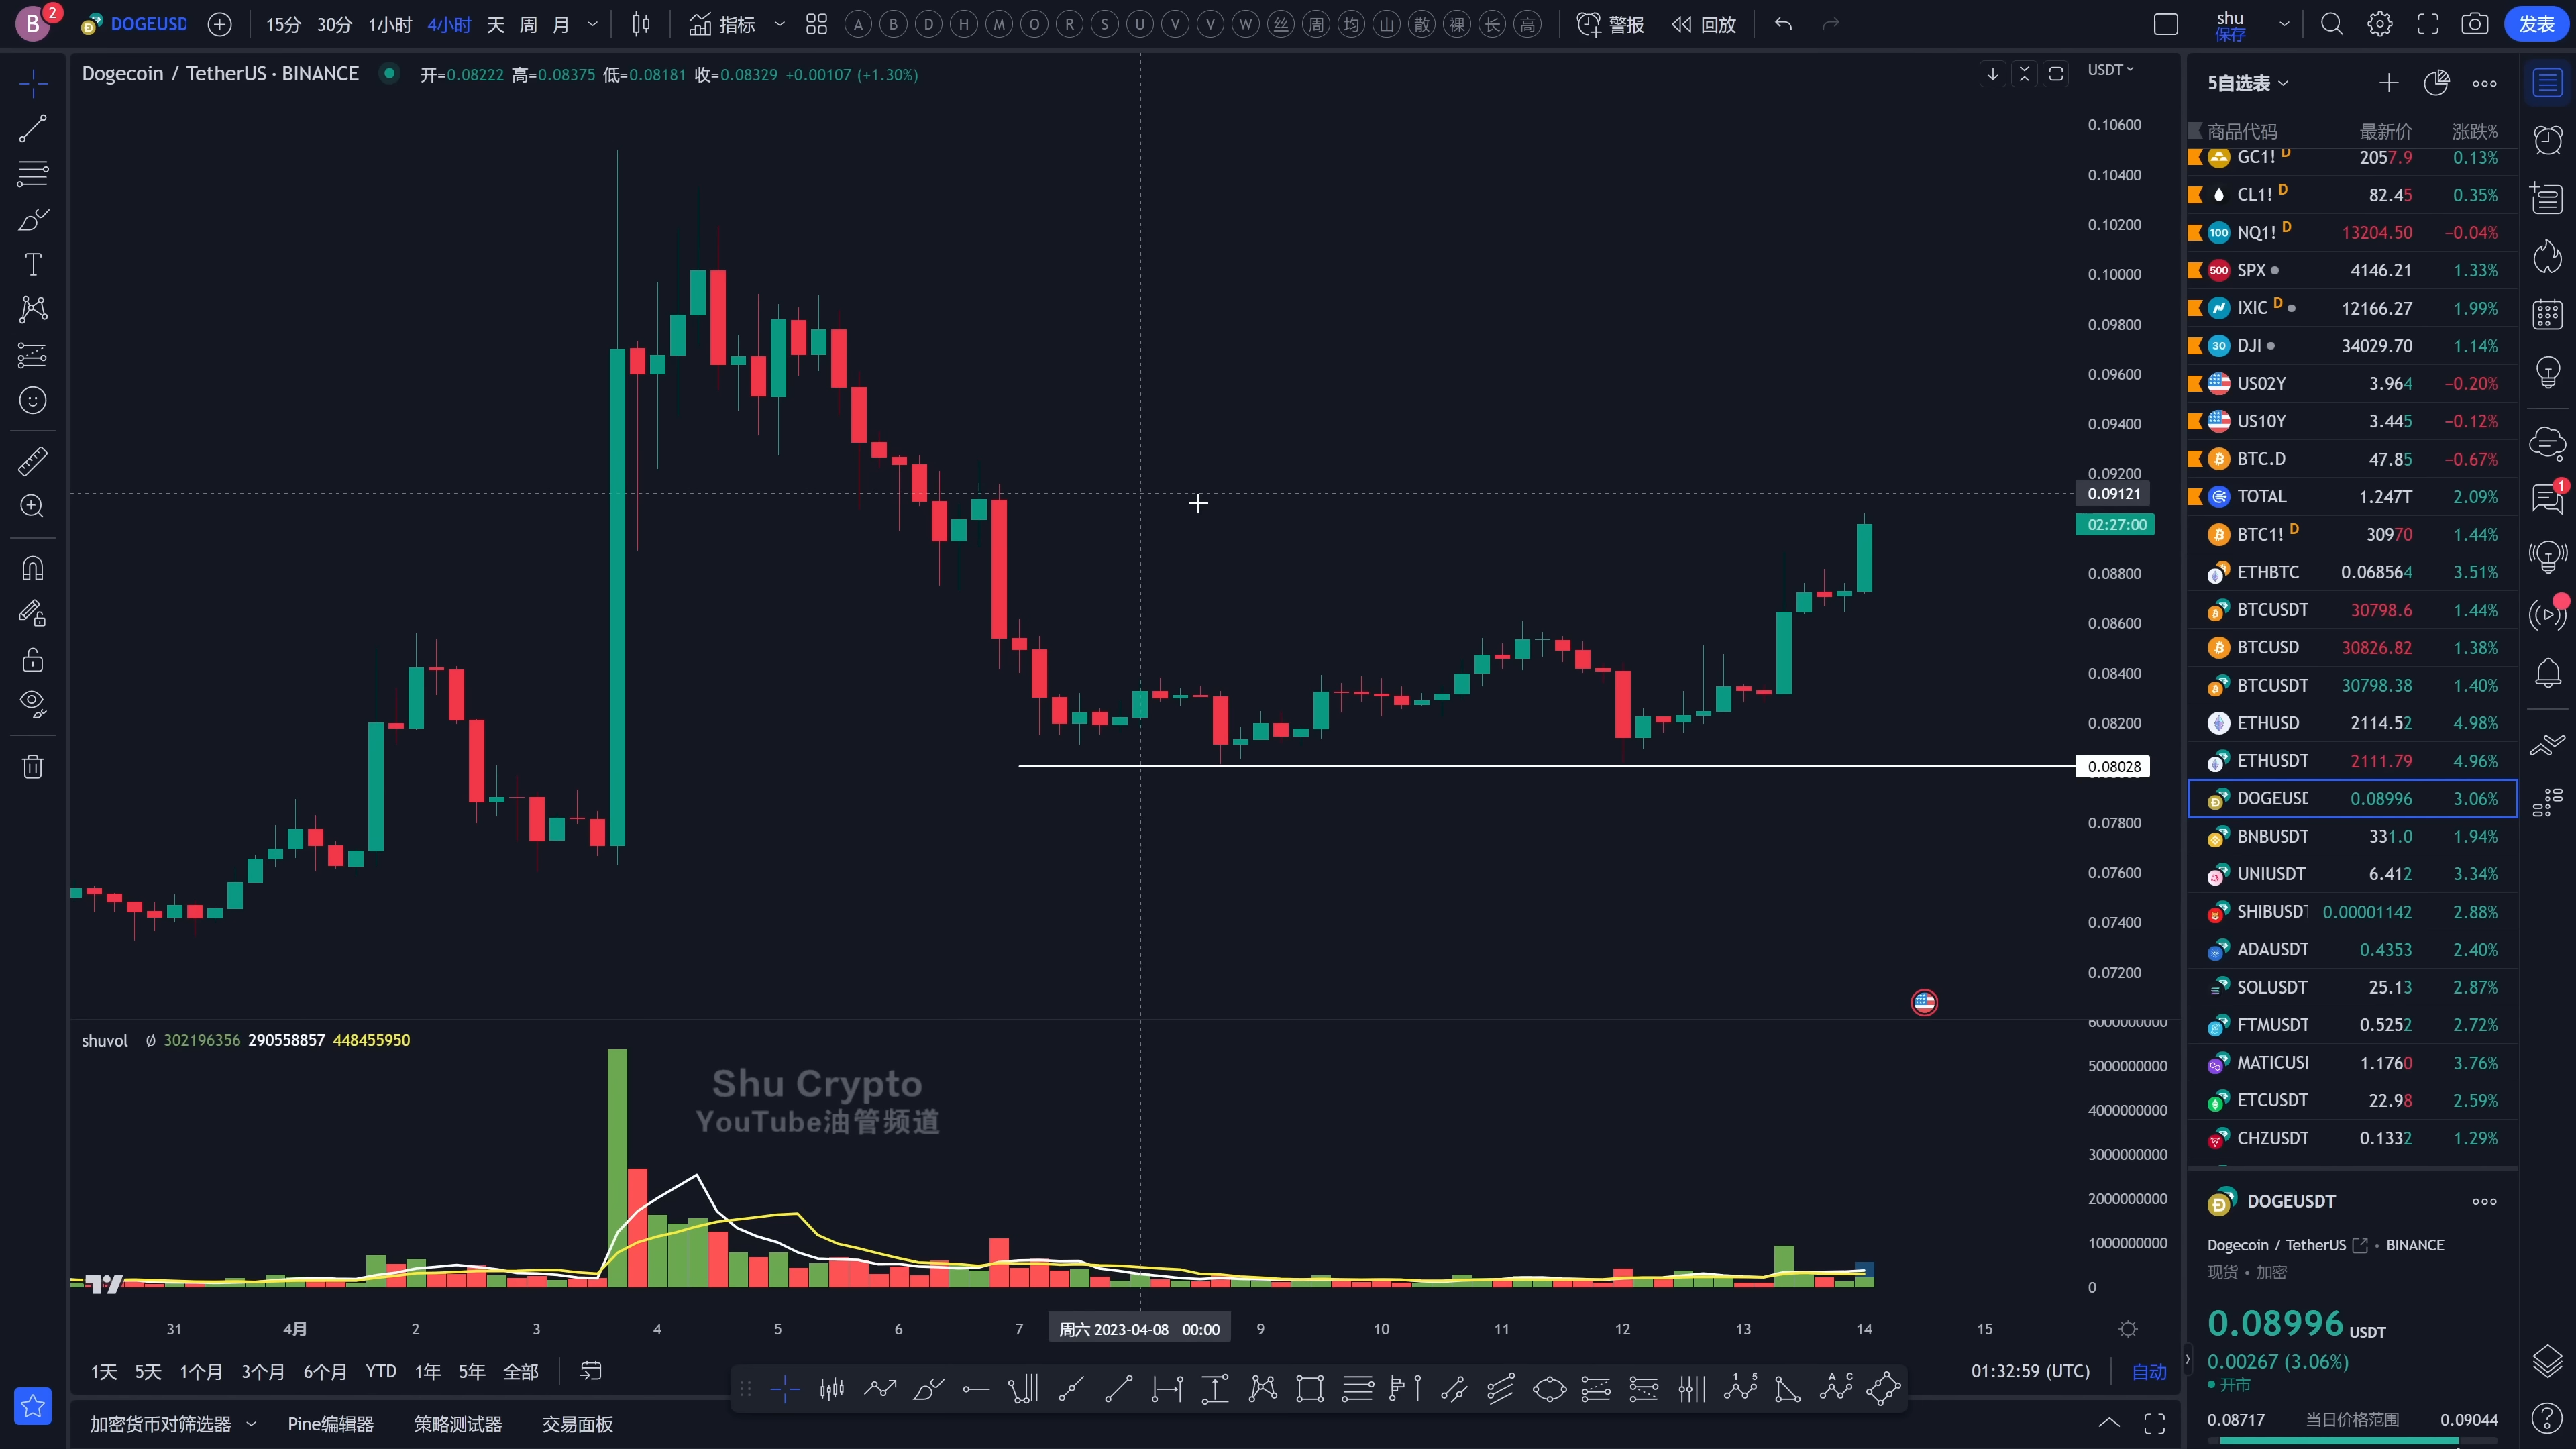 B 2 DOGEUSD 15分 30分 1小时 4小时 天 周 月 指标 A B D H M O R S U V V W 丝 周 均 山 散 裸 长 高 警报 回放 shu 保存 发表
Dogecoin / TetherUS · BINANCE 开=0.08222 高=0.08375 低=0.08181 收=0.08329 +0.00107 (+1.30%)
USDT
0.10600
0.10400
0.10200
0.10000
0.09800
0.09600
0.09400
0.09200
0.09121
02:27:00
0.08800
0.08600
0.08400
0.08200
0.08028
0.07800
0.07600
0.07400
0.07200
shuvol Ø 302196356 290558857 448455950
Shu Crypto
YouTube油管频道
6000000000
5000000000
4000000000
3000000000
2000000000
1000000000
0
31 4月 2 3 4 5 6 7 周六 2023-04-08 00:00 9 10 11 12 13 14 15
1天 5天 1个月 3个月 6个月 YTD 1年 5年 全部 01:32:59 (UTC) 自动
加密货币对筛选器 Pine编辑器 策略测试器 交易面板
5自选表
商品代码 最新价 涨跌%
GC1! D 2057.9 0.13%
CL1! D 82.45 0.35%
100 NQ1! D 13204.50 −0.04%
500 SPX 4146.21 1.33%
IXIC D 12166.27 1.99%
30 DJI 34029.70 1.14%
US02Y 3.964 −0.20%
US10Y 3.445 −0.12%
BTC.D 47.85 −0.67%
TOTAL 1.247T 2.09%
BTC1! D 30970 1.44%
ETHBTC 0.068564 3.51%
BTCUSDT 30798.6 1.44%
BTCUSD 30826.82 1.38%
BTCUSDT 30798.38 1.40%
ETHUSD 2114.52 4.98%
ETHUSDT 2111.79 4.96%
DOGEUSD 0.08996 3.06%
BNBUSDT 331.0 1.94%
UNIUSDT 6.412 3.34%
SHIBUSDT 0.00001142 2.88%
ADAUSDT 0.4353 2.40%
SOLUSDT 25.13 2.87%
FTMUSDT 0.5252 2.72%
MATICUSD 1.1760 3.76%
ETCUSDT 22.98 2.59%
CHZUSDT 0.1332 1.29%
DOGEUSDT
Dogecoin / TetherUS · BINANCE
现货 · 加密
0.08996 USDT
0.00267 (3.06%)
开市
0.08717 当日价格范围 0.09044
1